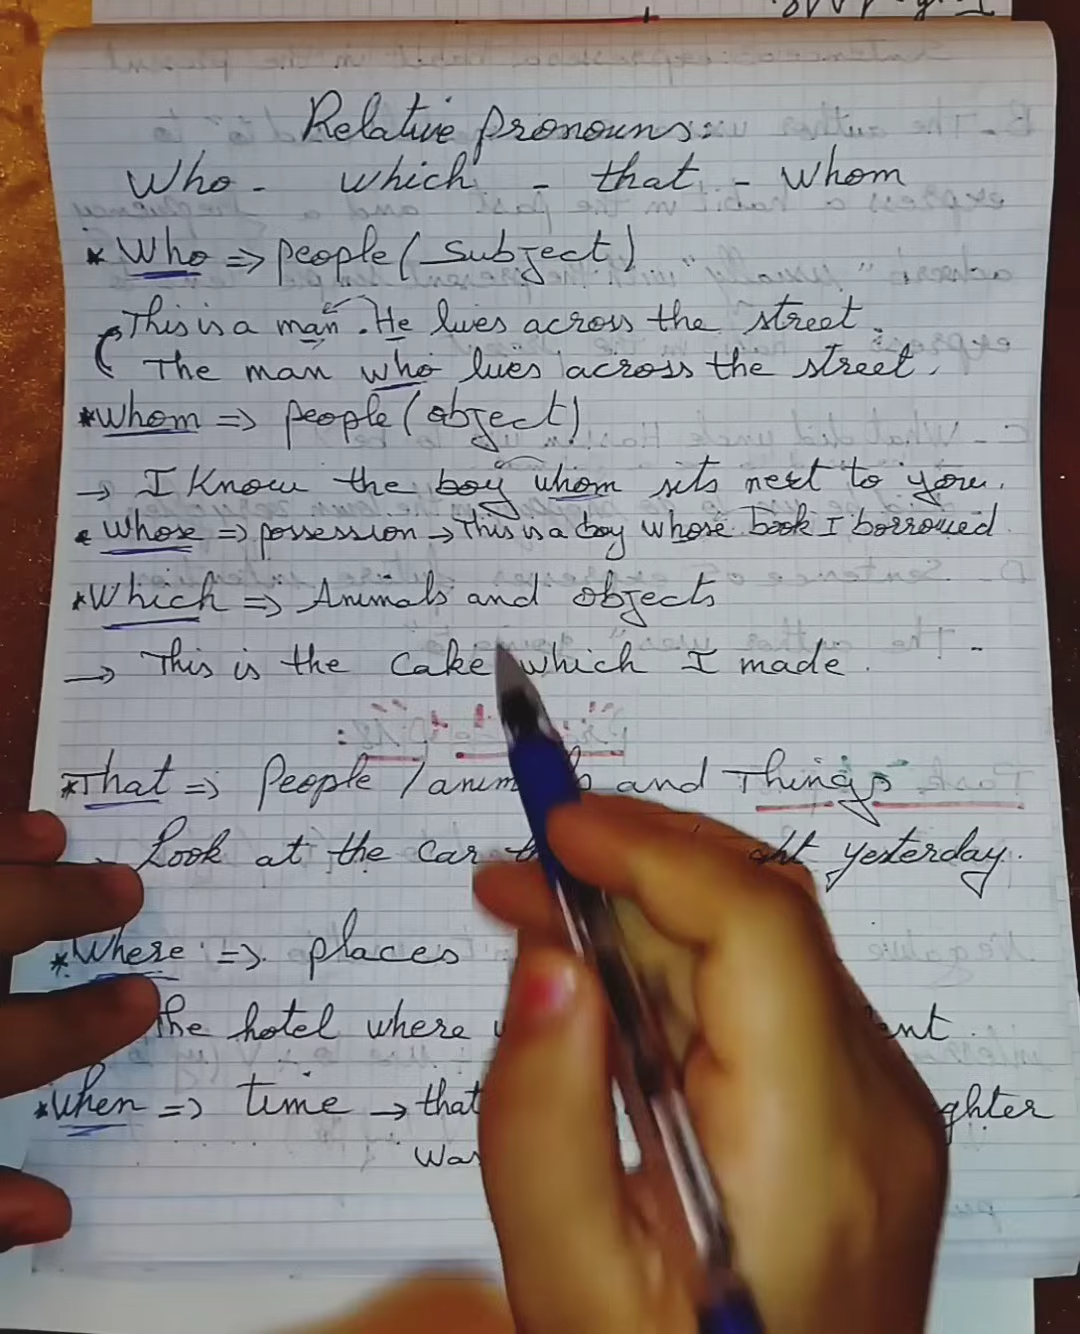 Relative pronouns:
Who - which - that - whom
* Who => people (subject)
This is a man. He lives across the street.
The man who lives across the street.
* whom => people (object)
→ I Know the boy whom sits next to you.
* whose => possession → This is a boy whose book I borrowed
* Which => Animals and objects
→ This is the cake which I made.
* That => People / and Things
Look at the car yesterday.
* Where => places
The hotel where
* When => time → that